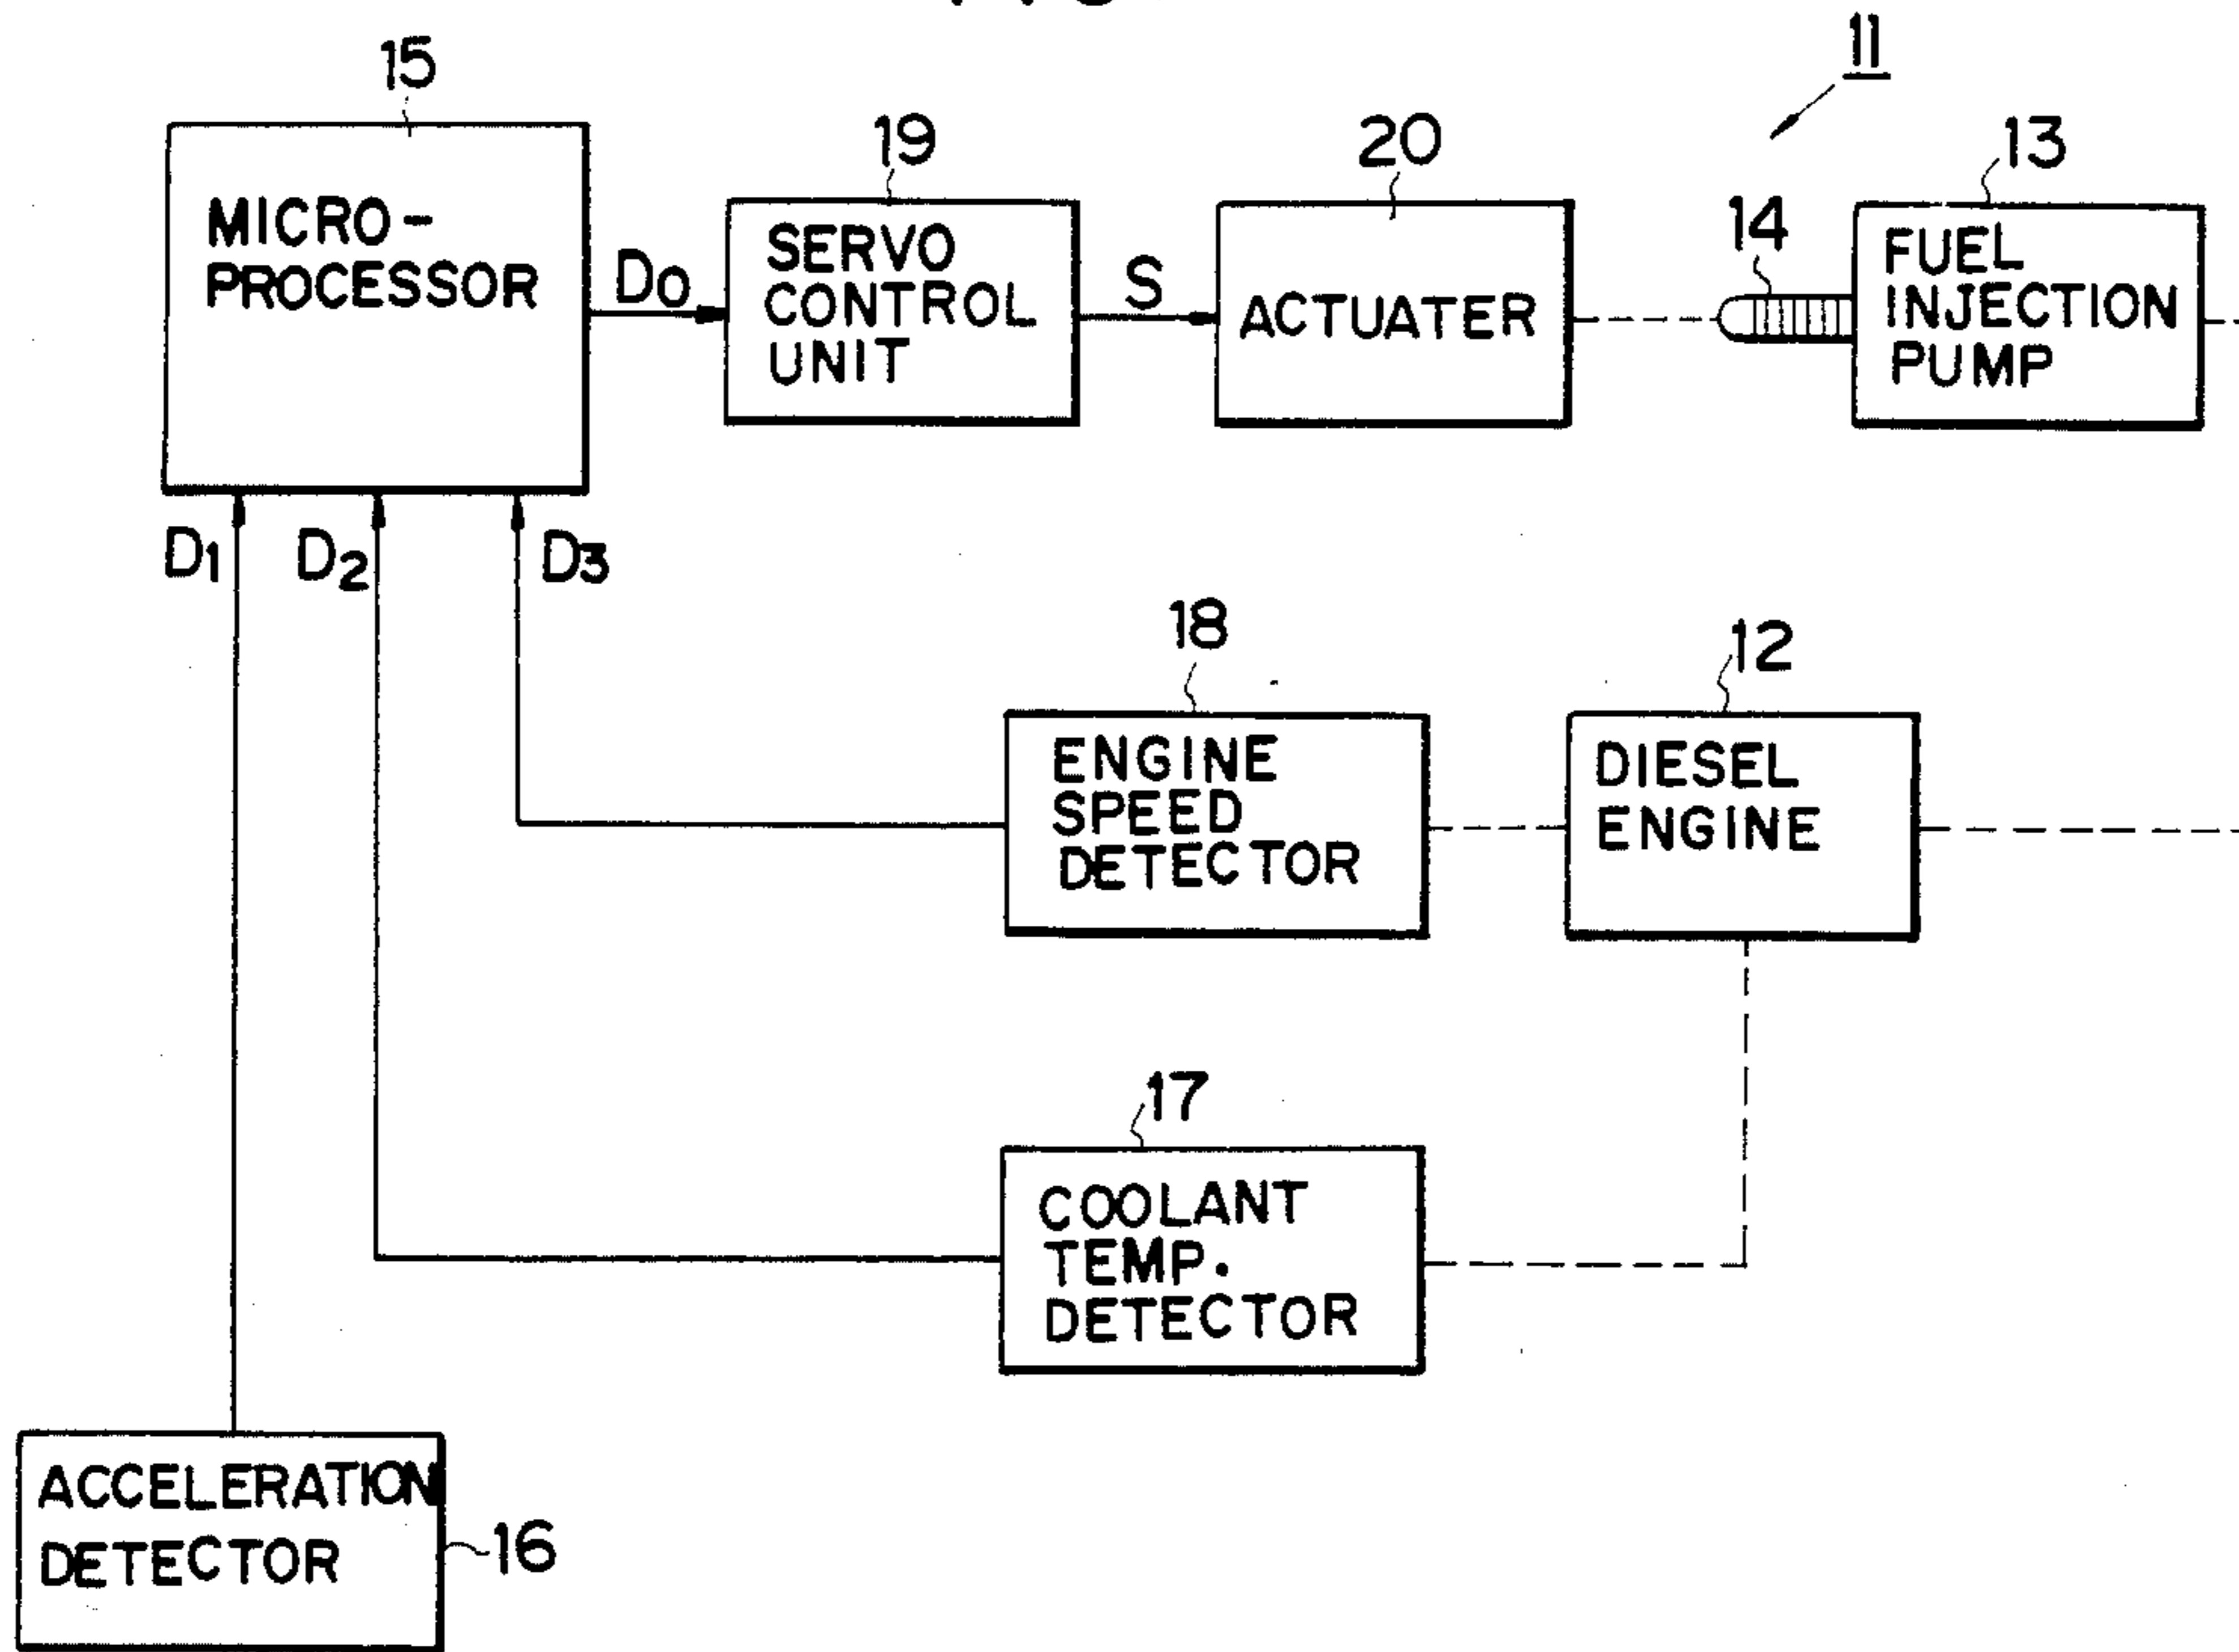 11
15
19
20
13
14
MICRO-
PROCESSOR
D0
SERVO
CONTROL
UNIT
S
ACTUATER
FUEL
INJECTION
PUMP
D1
D2
D3
18
12
ENGINE
SPEED
DETECTOR
DIESEL
ENGINE
17
COOLANT
TEMP.
DETECTOR
ACCELERATION
DETECTOR
16